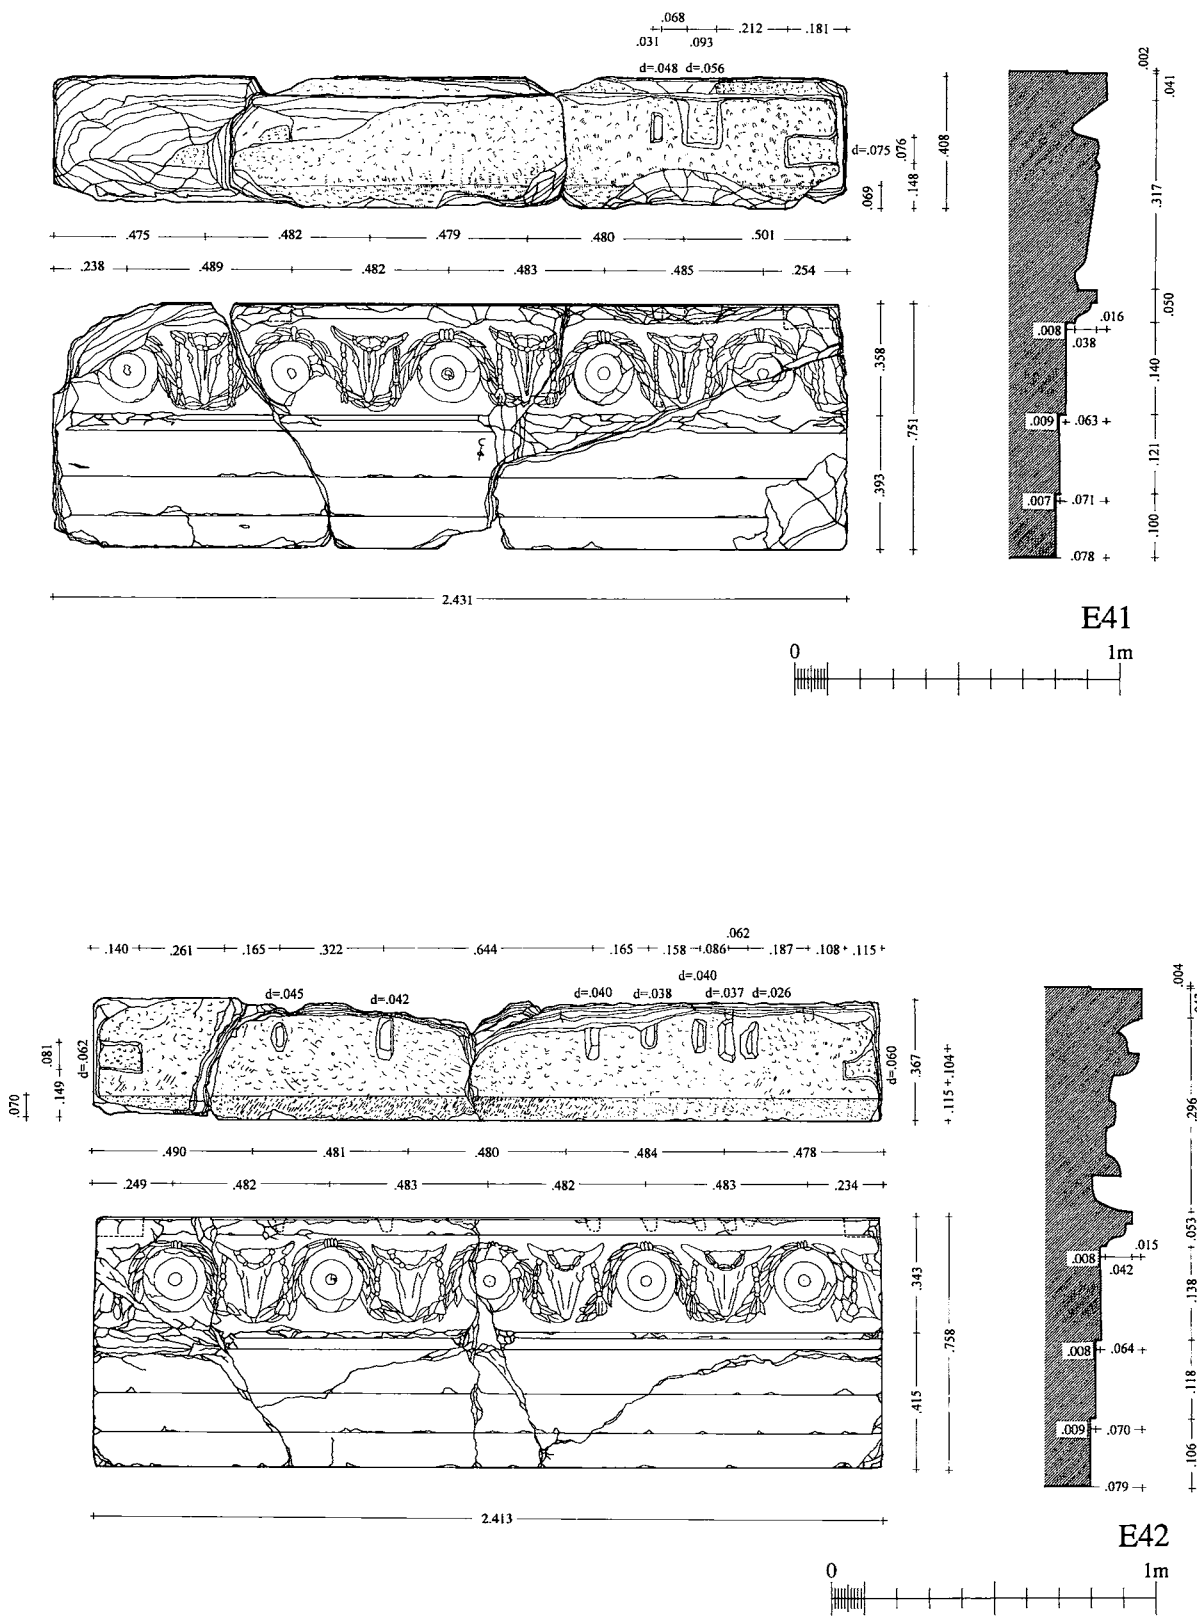 .068
.031 .093 .212 .181
d=.048 d=.056
d=.075 .076 .408
.069 .148
.475 .482 .479 .480 .501
.238 .489 .482 .483 .485 .254
.358
.751
.393
2.431
.002
.041
.317
.050
.016
.008 .038
.140
.009 .063
.121
.007 .071
.100
.078
E41
0 1m
.062
.140 .261 .165 .322 .644 .165 .158 .086 .187 .108 .115
d=.040
d=.045 d=.042 d=.040 d=.038 d=.037 d=.026
.081 d=.062 d=.060 .367 .115 +.104+
.070 .149
.490 .481 .480 .484 .478
.249 .482 .483 .482 .483 .234
.343
.758
.415
2.413
.004
.296
.053
.015
.008 .042
.138
.008 .064
.118
.009 .070
.106
.079
E42
0 1m